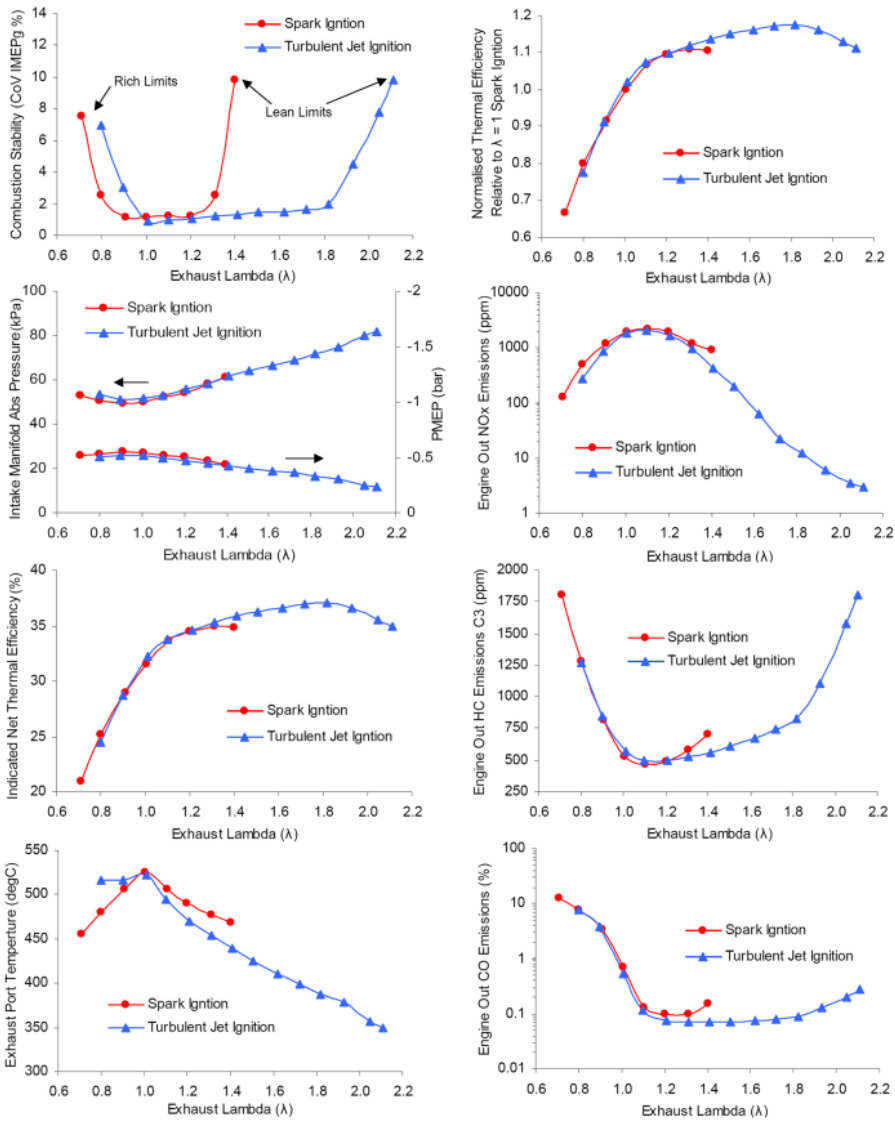 Combustion Stability (CoV IMEPg %)
14
12
10
8
6
4
2
0
Spark Igntion
Turbulent Jet Ignition
Rich Limits
Lean Limits
0.6 0.8 1.0 1.2 1.4 1.6 1.8 2.0 2.2
Exhaust Lambda (λ)
Normalised Thermal Efficiency
Relative to λ = 1 Spark Ignition
1.2
1.1
1.0
0.9
0.8
0.7
0.6
Spark Igntion
Turbulent Jet Igntion
0.6 0.8 1.0 1.2 1.4 1.6 1.8 2.0 2.2
Exhaust Lambda (λ)
Intake Manifold Abs Pressure (kPa)
100
80
60
40
20
0
Spark Igntion
Turbulent Jet Ignition
-2
-1.5
-1
-0.5
0
PMEP (bar)
0.6 0.8 1.0 1.2 1.4 1.6 1.8 2.0 2.2
Exhaust Lambda (λ)
Engine Out NOx Emissions (ppm)
10000
1000
100
10
1
Spark Igntion
Turbulent Jet Ignition
0.6 0.8 1.0 1.2 1.4 1.6 1.8 2.0 2.2
Exhaust Lambda (λ)
Indicated Net Thermal Efficiency (%)
40
35
30
25
20
Spark Igntion
Turbulent Jet Ignition
0.6 0.8 1.0 1.2 1.4 1.6 1.8 2.0 2.2
Exhaust Lambda (λ)
Engine Out HC Emissions C3 (ppm)
2000
1750
1500
1250
1000
750
500
250
Spark Igntion
Turbulent Jet Ignition
0.6 0.8 1.0 1.2 1.4 1.6 1.8 2.0 2.2
Exhaust Lambda (λ)
Exhaust Port Temperture (degC)
550
500
450
400
350
300
Spark Igntion
Turbulent Jet Ignition
0.6 0.8 1.0 1.2 1.4 1.6 1.8 2.0 2.2
Exhaust Lambda (λ)
Engine Out CO Emissions (%)
100
10
1
0.1
0.01
Spark Igntion
Turbulent Jet Ignition
0.6 0.8 1.0 1.2 1.4 1.6 1.8 2.0 2.2
Exhaust Lambda (λ)